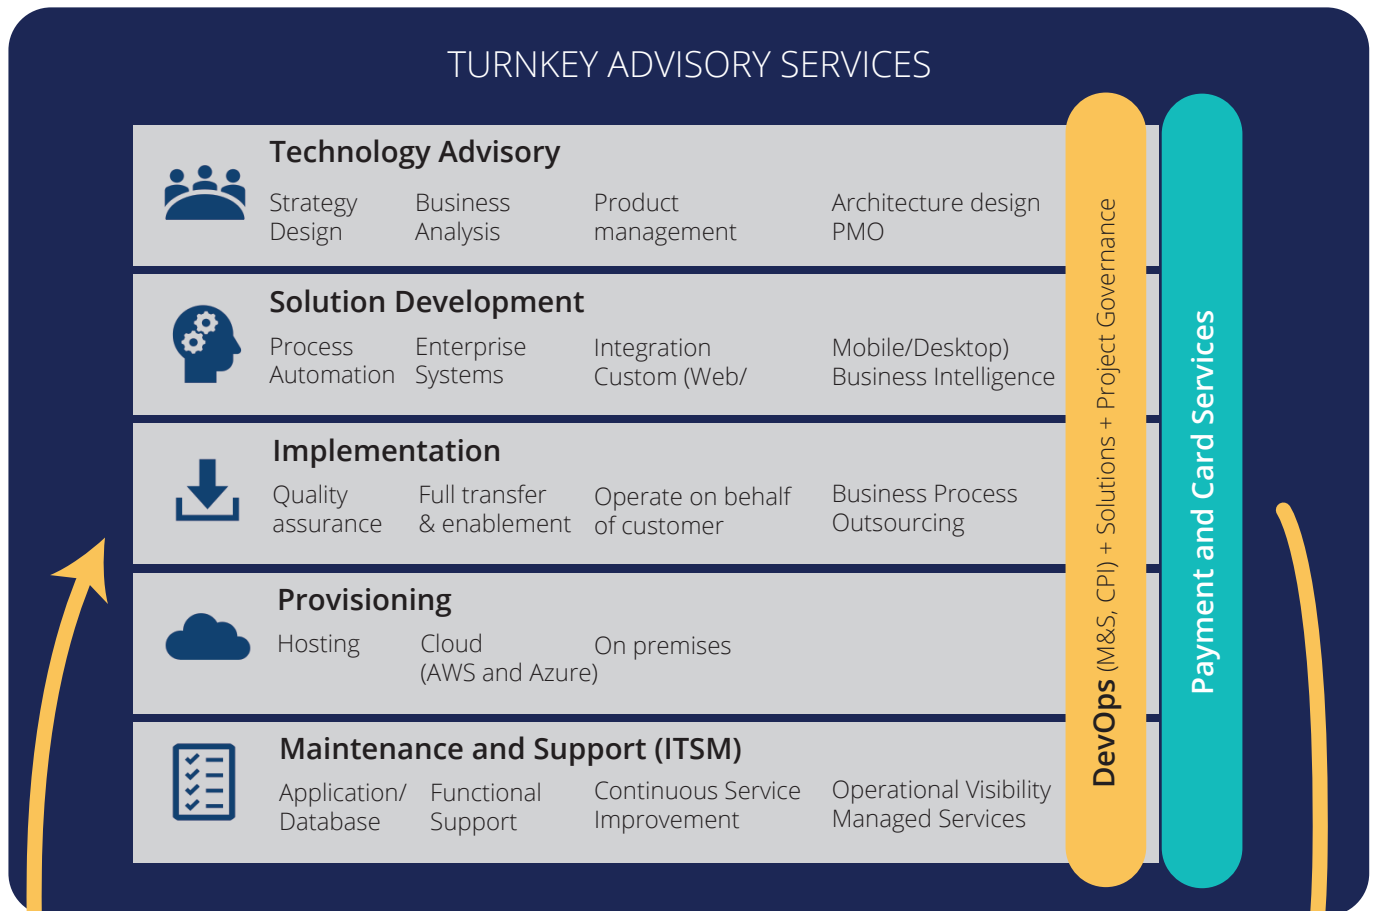 TURNKEY ADVISORY SERVICES
Technology Advisory
Strategy
Design
Business
Analysis
Product
management
Architecture design
PMO
Solution Development
Process
Automation
Enterprise
Systems
Integration
Custom (Web/
Mobile/Desktop)
Business Intelligence
Implementation
Quality
assurance
Full transfer
& enablement
Operate on behalf
of customer
Business Process
Outsourcing
Provisioning
Hosting
Cloud
(AWS and Azure)
On premises
Maintenance and Support (ITSM)
Application/
Database
Functional
Support
Continuous Service
Improvement
Operational Visibility
Managed Services
DevOps (M&S, CPI) + Solutions + Project Governance
Payment and Card Services